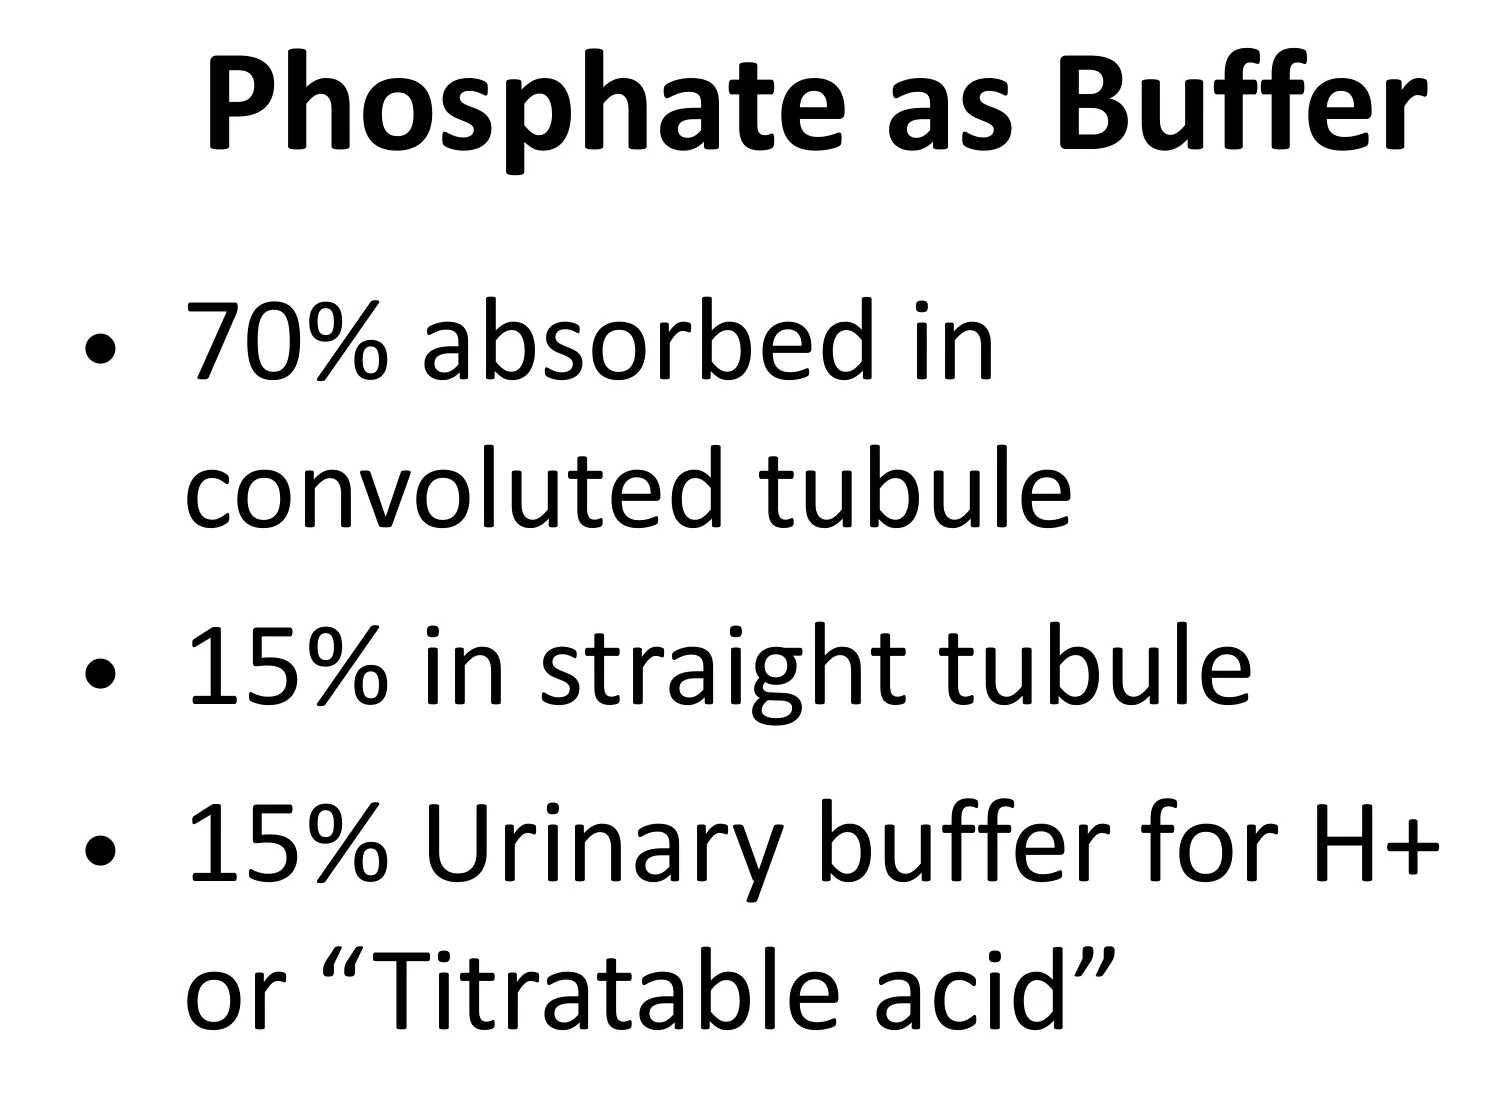 Phosphate as Buffer
• 70% absorbed in
convoluted tubule
• 15% in straight tubule
• 15% Urinary buffer for H+
or “Titratable acid”